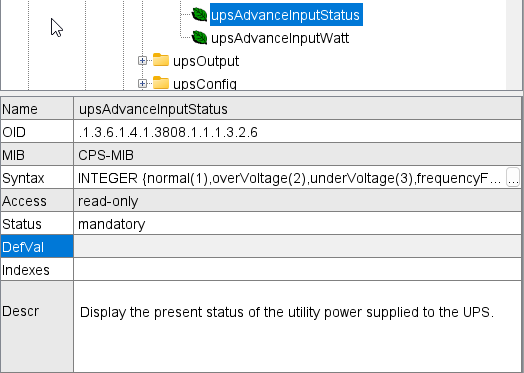 upsAdvanceInputStatus
upsAdvanceInputWatt
upsOutput
upsConfig
Name upsAdvanceInputStatus
OID .1.3.6.1.4.1.3808.1.1.1.3.2.6
MIB CPS-MIB
Syntax INTEGER {normal(1),overVoltage(2),underVoltage(3),frequencyF... ...
Access read-only
Status mandatory
DefVal
Indexes
Descr Display the present status of the utility power supplied to the UPS.